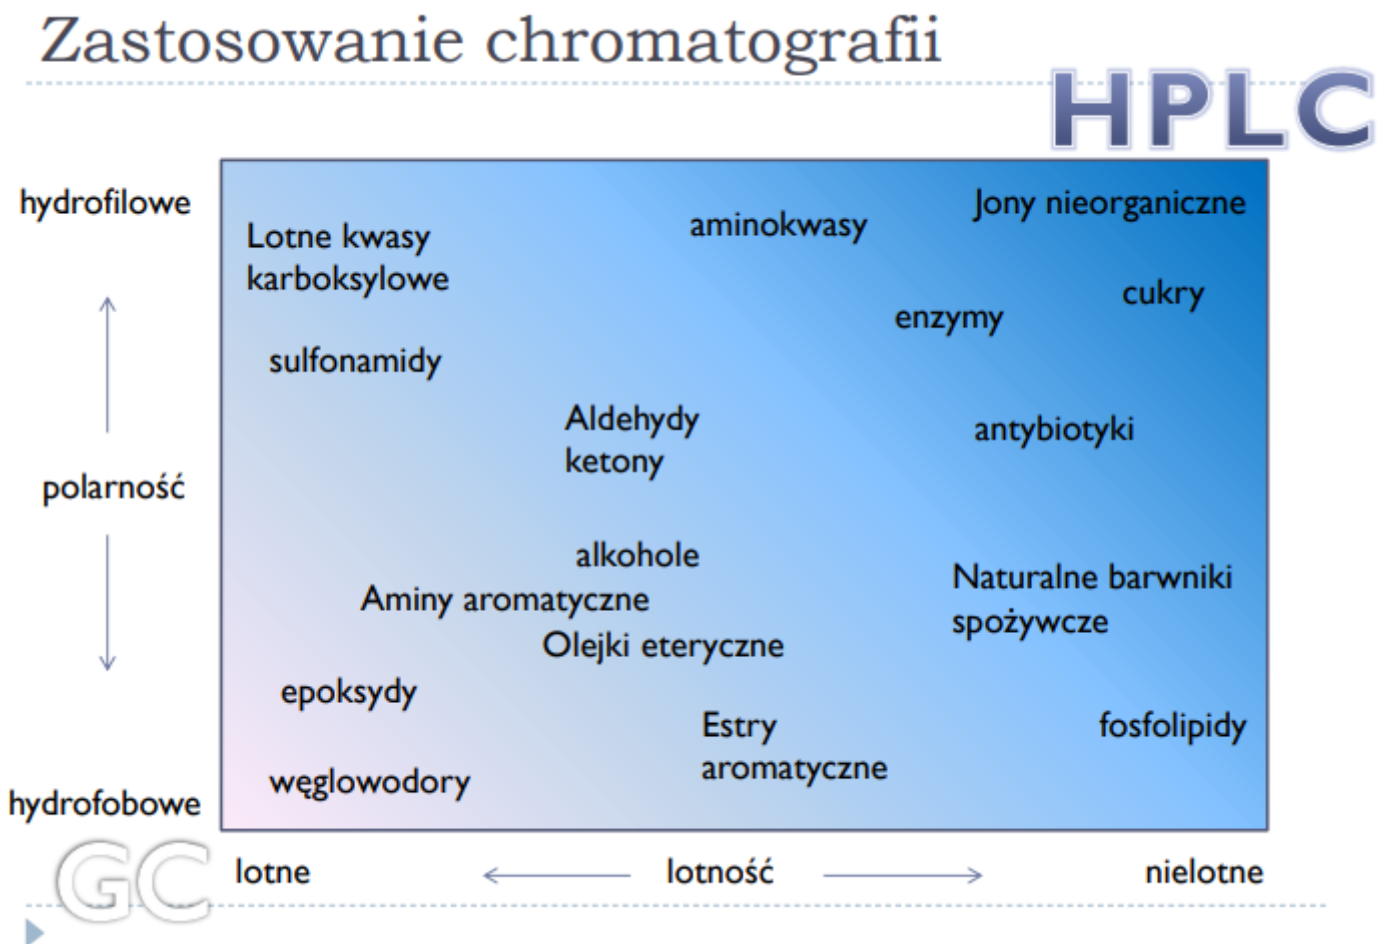 Zastosowanie chromatografii
HPLC
hydrofilowe
Jony nieorganiczne
aminokwasy
Lotne kwasy
karboksylowe
cukry
enzymy
sulfonamidy
Aldehydy
ketony
antybiotyki
polarność
alkohole
Naturalne barwniki
spożywcze
Aminy aromatyczne
Olejki eteryczne
epoksydy
Estry
aromatyczne
fosfolipidy
węglowodory
hydrofobowe
GC
lotne
lotność
nielotne